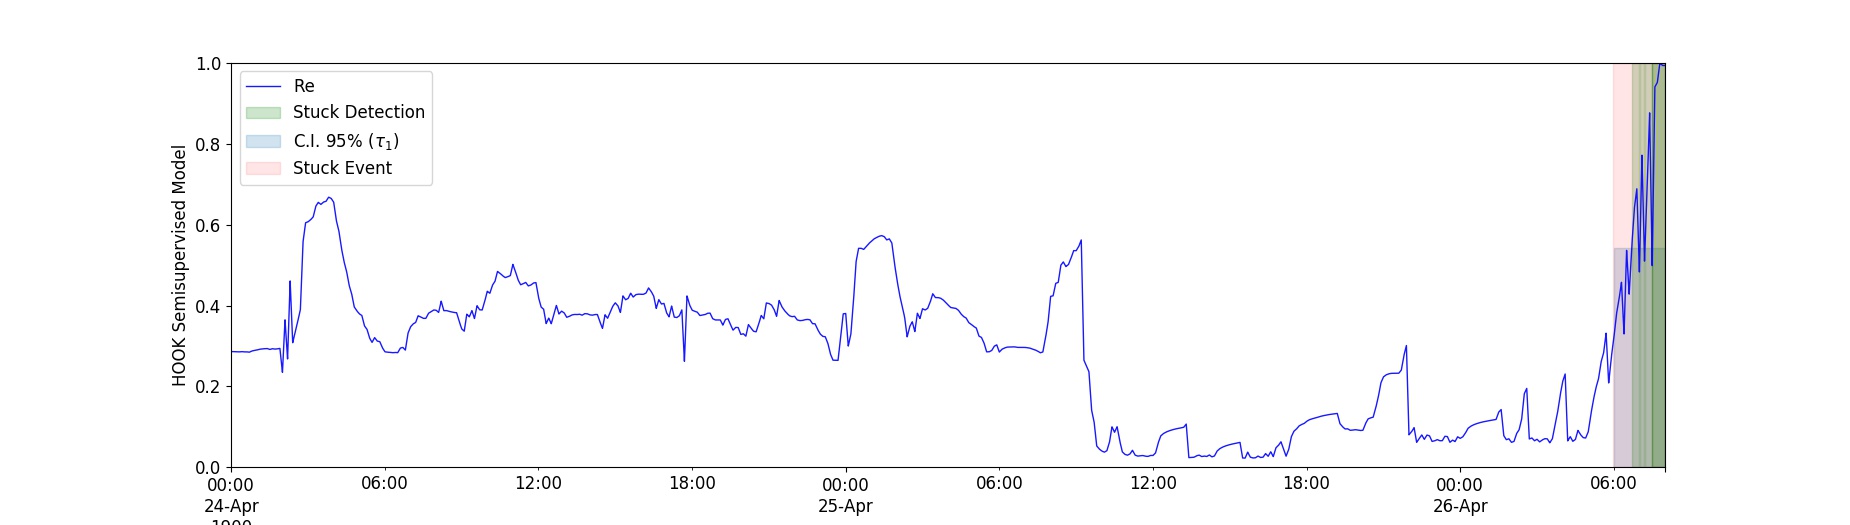 HOOK Semisupervised Model
1.0
0.8
0.6
0.4
0.2
0.0
Re
Stuck Detection
C.I. 95% (τ₁)
Stuck Event
00:00 06:00 12:00 18:00 00:00 06:00 12:00 18:00 00:00 06:00
24-Apr 25-Apr 26-Apr
1900